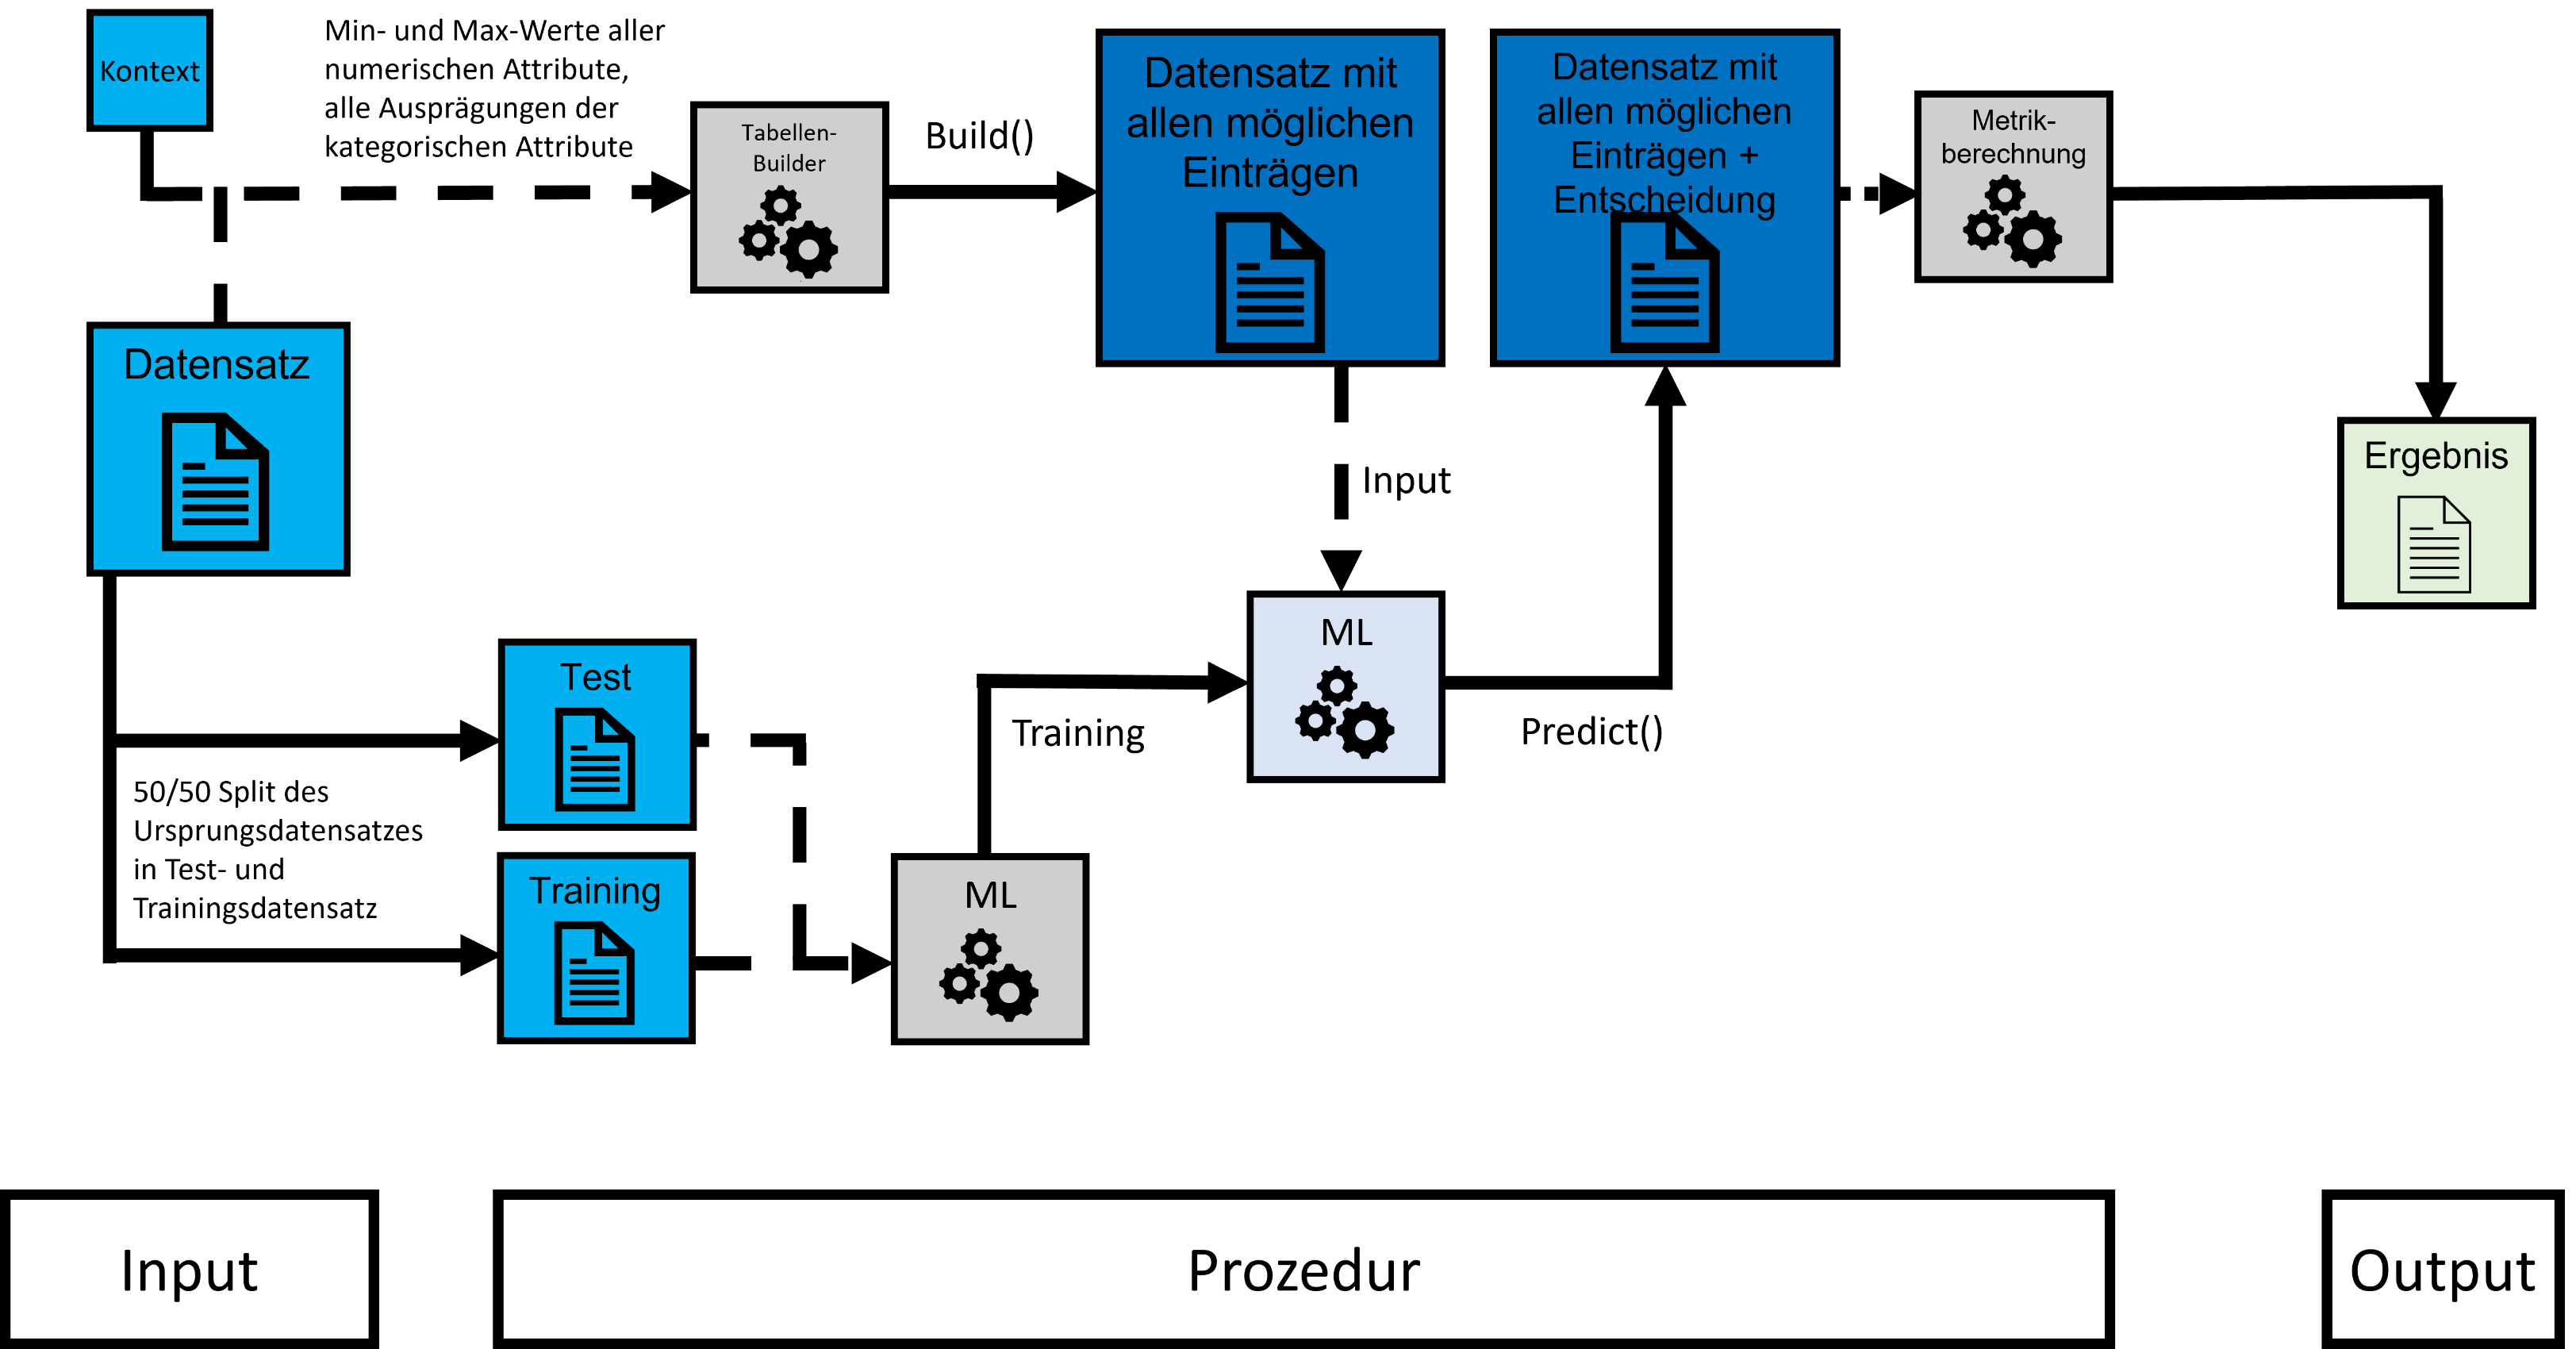 Kontext
Min- und Max-Werte aller
numerischen Attribute,
alle Ausprägungen der
kategorischen Attribute
Tabellen-
Builder
Build()
Datensatz mit
allen möglichen
Einträgen
Datensatz mit
allen möglichen
Einträgen +
Entscheidung
Metrik-
berechnung
Datensatz
Input
Ergebnis
Test
ML
Training
Predict()
50/50 Split des
Ursprungsdatensatzes
in Test- und
Trainingsdatensatz
Training
ML
Input
Prozedur
Output